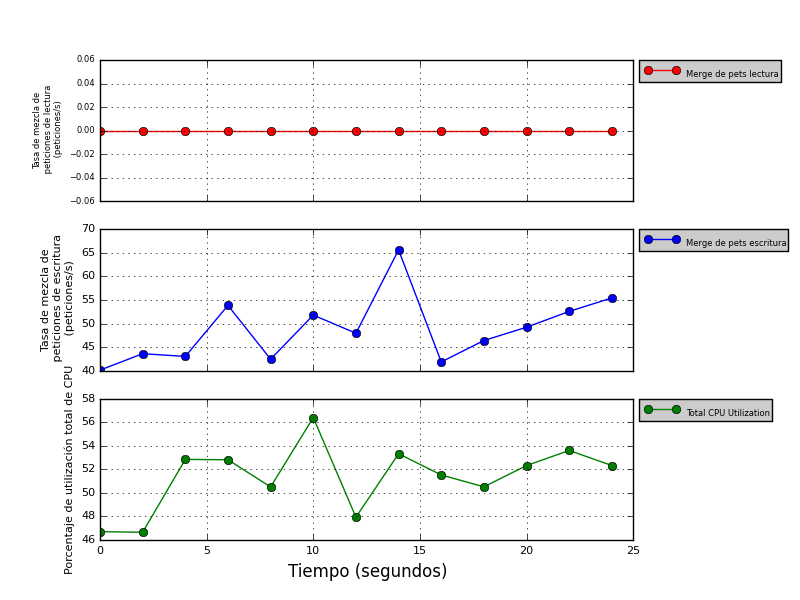 Tasa de mezcla de
peticiones de lectura
(peticiones/s)
0.06
0.04
0.02
0.00
−0.02
−0.04
−0.06
Merge de pets lectura
Tasa de mezcla de
peticiones de escritura
(peticiones/s)
70
65
60
55
50
45
40
Merge de pets escritura
Porcentaje de utilización total de CPU
58
56
54
52
50
48
46
Total CPU Utilization
0 5 10 15 20 25
Tiempo (segundos)